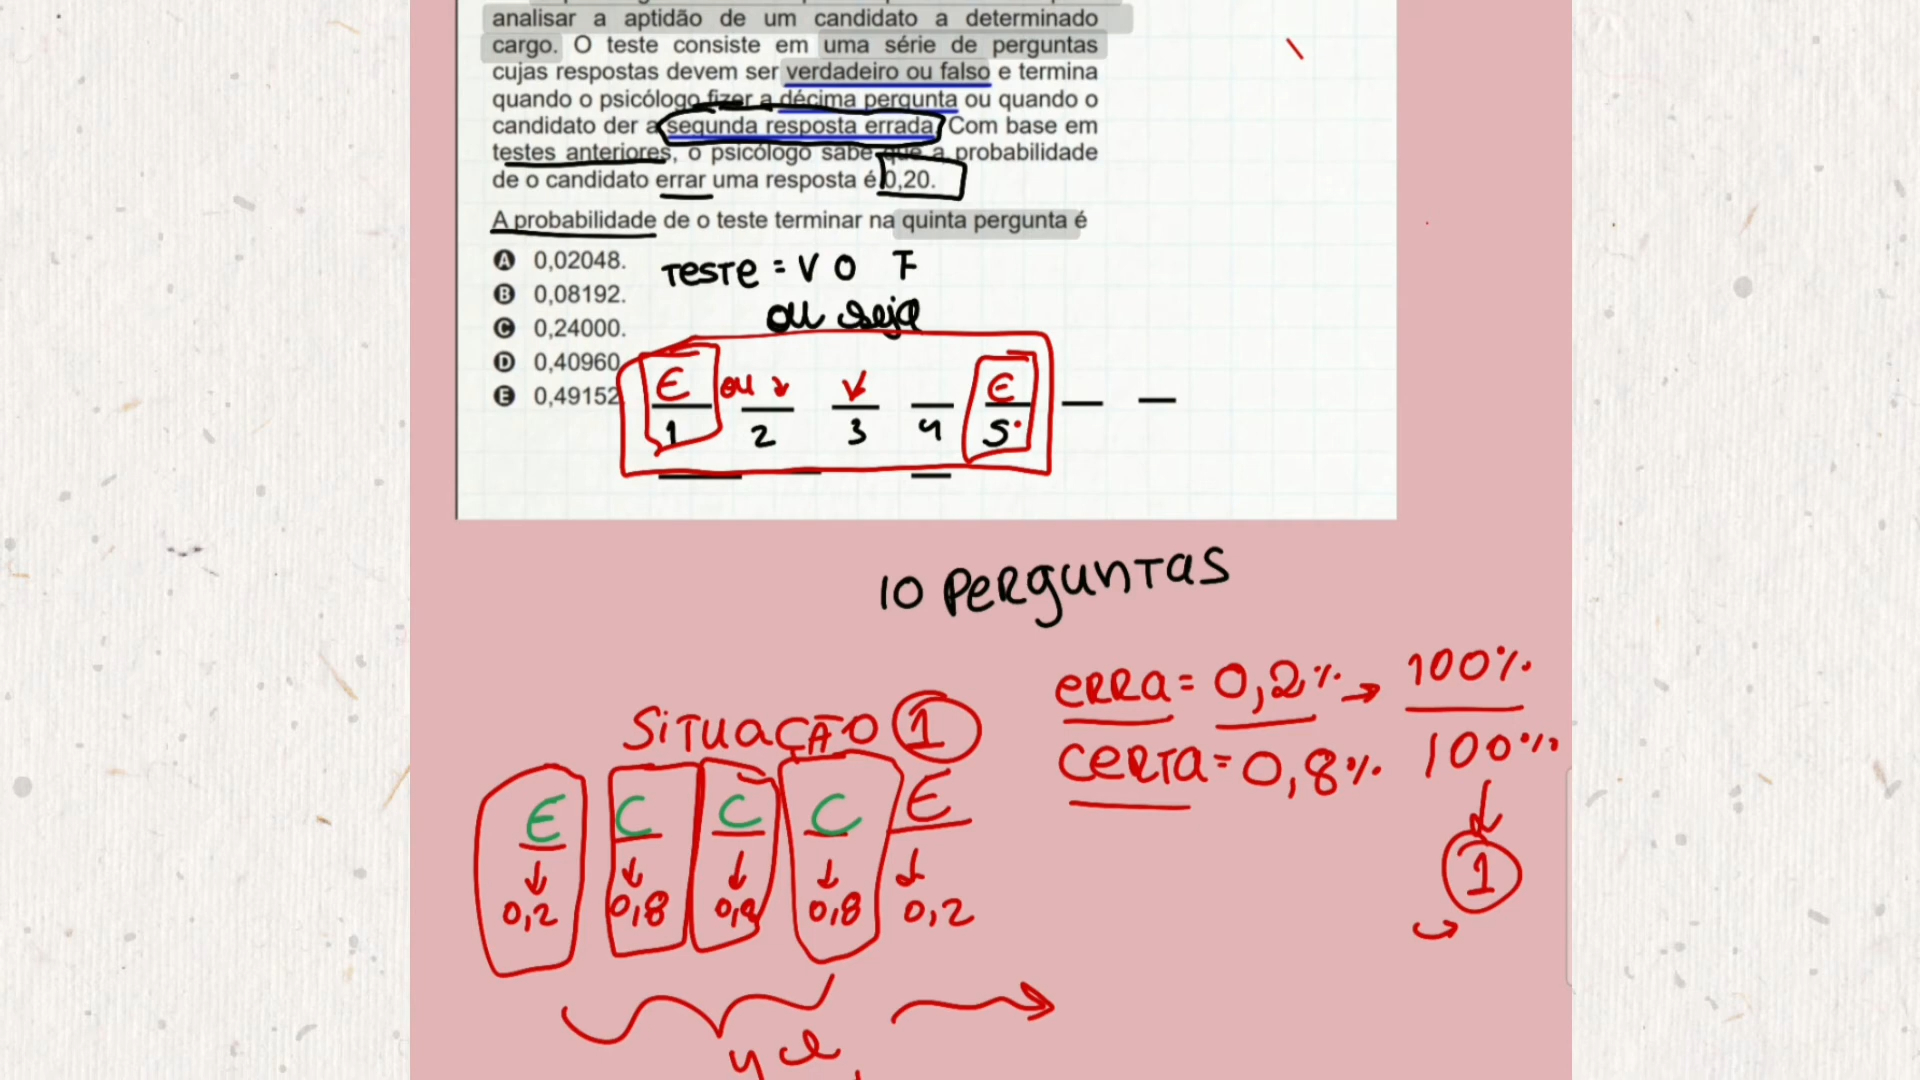 analisar a aptidão de um candidato a determinado
cargo. O teste consiste em uma série de perguntas
cujas respostas devem ser verdadeiro ou falso e termina
quando o psicólogo fizer a décima pergunta ou quando o
candidato der a segunda resposta errada. Com base em
testes anteriores, o psicólogo sabe que a probabilidade
de o candidato errar uma resposta é 0,20.
A probabilidade de o teste terminar na quinta pergunta é
A 0,02048.
B 0,08192.
C 0,24000.
D 0,40960
E 0,49152
TESTE = V O F
ou seja
E ou E
1 2 3 4 5
10 PERGUNTAS
ERRA = 0,2% → 100%
CERTA = 0,8% 100%
1
SITUAÇÃO 1
E C C C E
0,2 0,8 0,8 0,8 0,2